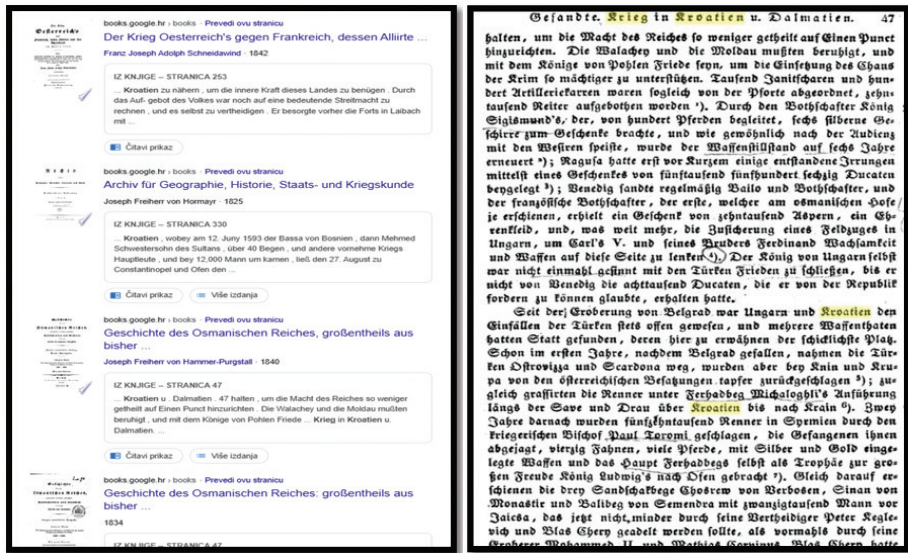 books.google.hr › books · Prevedi ovu stranicu
Der Krieg Oesterreich's gegen Frankreich, dessen Alliirte ...
Franz Joseph Adolph Schneidawind · 1842
IZ KNJIGE – STRANICA 253
Kroatien zu nähern , um die innere Kraft dieses Landes zu benügen . Durch
das Auf- gebot des Volkes war noch auf eine bedeutende Streitmacht zu
rechnen , und es selbst zu vertheidigen . Er besorgte vorher die Forts in Laibach
mit ...
Čitavi prikaz
books.google.hr › books · Prevedi ovu stranicu
Archiv für Geographie, Historie, Staats- und Kriegskunde
Joseph Freiherr von Hormayr · 1825
IZ KNJIGE – STRANICA 330
... Kroatien , wobey am 12. Juny 1593 der Bassa von Bosnien , dann Mehmed
Schwestersohn des Sultans , über 40 Begen , und andere vornehme Kriegs
Hauptleute , und bey 12,000 Mann um kamen , ließ den 27. August zu
Constantinopel und Ofen den ...
Čitavi prikaz
Više izdanja
books.google.hr › books · Prevedi ovu stranicu
Geschichte des Osmanischen Reiches, großentheils aus
bisher ...
Joseph Freiherr von Hammer-Purgstall · 1840
IZ KNJIGE – STRANICA 47
... Kroatien u . Dalmatien . 47 halten , um die Macht des Reiches so weniger
getheilt auf Einen Punct hinzurichten . Die Walachey und die Moldau mußten
beruhigt , und mit dem Könige von Pohlen Friede ... Krieg in Kroatien u.
Dalmatien. ...
Čitavi prikaz
Više izdanja
books.google.hr › books · Prevedi ovu stranicu
Geschichte des Osmanischen Reiches: großentheils aus
bisher ...
1834
IZ KNJIGE – STRANICA 47
Gesandte. Krieg in Kroatien u. Dalmatien. 47
halten, um die Macht des Reiches so weniger getheilt auf Einen Punct
hinzurichten. Die Walachey und die Moldau mußten beruhigt, und
mit dem Könige von Pohlen Friede seyn, um die Einsetzung des Chans
der Krim so mächtiger zu unterstützen. Tausend Janitscharen und hun-
dert Artilleriekarren waren sogleich von der Pforte abgeordnet, zehn-
tausend Reiter aufgebothen worden ¹). Durch den Bothschafter König
Sigismund's, der, von hundert Pferden begleitet, sechs silberne Ge-
schirre zum Geschenke brachte, und wie gewöhnlich nach der Audienz
mit den Wesiren speiste, wurde der Waffenstillstand auf sechs Jahre
erneuert ²); Ragusa hatte erst vor Kurzem einige entstandene Irrungen
mittelst eines Geschenkes von fünftausend fünfhundert sechzig Ducaten
beygelegt ³); Venedig sandte regelmäßig Bailo und Bothschafter, und
der französische Bothschafter, der erste, welcher am osmanischen Hofe
je erschienen, erhielt ein Geschenk von zehntausend Aspern, ein Eh-
renkleid, und, was weit mehr, die Zusicherung eines Feldzuges in
Ungarn, um Carl's V. und seines Bruders Ferdinand Wachsamkeit
und Waffen auf diese Seite zu lenken ⁴). Der König von Ungarn selbst
war nicht einmahl gesinnt mit den Türken Frieden zu schließen, bis er
nicht von Venedig die achttausend Ducaten, die er von der Republik
fordern zu können glaubte, erhalten hatte.
Seit der Eroberung von Belgrad war Ungarn und Kroatien den
Einfällen der Türken stets offen gewesen, und mehrere Waffenthaten
hatten Statt gefunden, deren hier zu erwähnen der schicklichste Platz.
Schon im ersten Jahre, nachdem Belgrad gefallen, nahmen die Tür-
ken Ostrovizza und Scardona weg, wurden aber bey Knin und Kru-
pa von den österreichischen Besatzungen tapfer zurückgeschlagen ⁵); zu-
gleich grassirten die Renner unter Ferhadbeg Michaloghli's Anführung
längs der Save und Drau über Kroatien bis nach Krain ⁶). Zwey
Jahre darnach wurden fünfzehntausend Renner in Syrmien durch den
kriegerischen Bischof Paul Toromi geschlagen, die Gefangenen ihnen
abgejagt, vierzig Fahnen, viele Pferde, mit Silber und Gold einge-
legte Waffen und das Haupt Ferhadbegs selbst als Trophäe zur gro-
ßen Freude König Ludwig's nach Ofen gebracht ⁷). Gleich darauf er-
schienen die drey Sandschakbege Chosrew von Verbosen, Sinan von
Monastir und Balibeg von Semendra mit zwanzigtausend Mann vor
Jaicsa, das jetzt nicht minder durch seine Vertheidiger Peter Kegle-
vich und Blas Chery geadelt werden sollte, als vormahls durch seine
Eroberer Mohammed II. und Mathias Corvinus. Blas Chery hatte